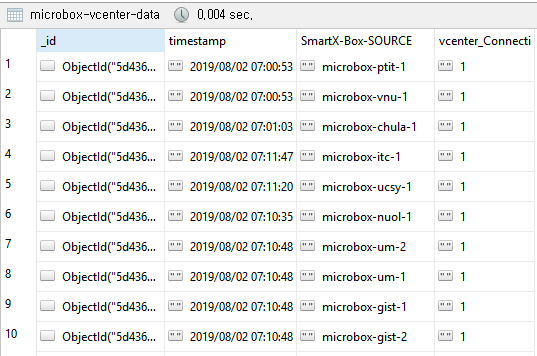 microbox-vcenter-data 0,004 sec,
_id timestamp SmartX-Box-SOURCE vcenter_Connecti
1 ObjectId("5d436... "" 2019/08/02 07:00:53 "" microbox-ptit-1 "" 1
2 ObjectId("5d436... "" 2019/08/02 07:00:53 "" microbox-vnu-1 "" 1
3 ObjectId("5d436... "" 2019/08/02 07:01:03 "" microbox-chula-1 "" 1
4 ObjectId("5d436... "" 2019/08/02 07:11:47 "" microbox-itc-1 "" 1
5 ObjectId("5d436... "" 2019/08/02 07:11:20 "" microbox-ucsy-1 "" 1
6 ObjectId("5d436... "" 2019/08/02 07:10:35 "" microbox-nuol-1 "" 1
7 ObjectId("5d436... "" 2019/08/02 07:10:48 "" microbox-um-2 "" 1
8 ObjectId("5d436... "" 2019/08/02 07:10:48 "" microbox-um-1 "" 1
9 ObjectId("5d436... "" 2019/08/02 07:10:48 "" microbox-gist-1 "" 1
10 ObjectId("5d436... "" 2019/08/02 07:10:48 "" microbox-gist-2 "" 1